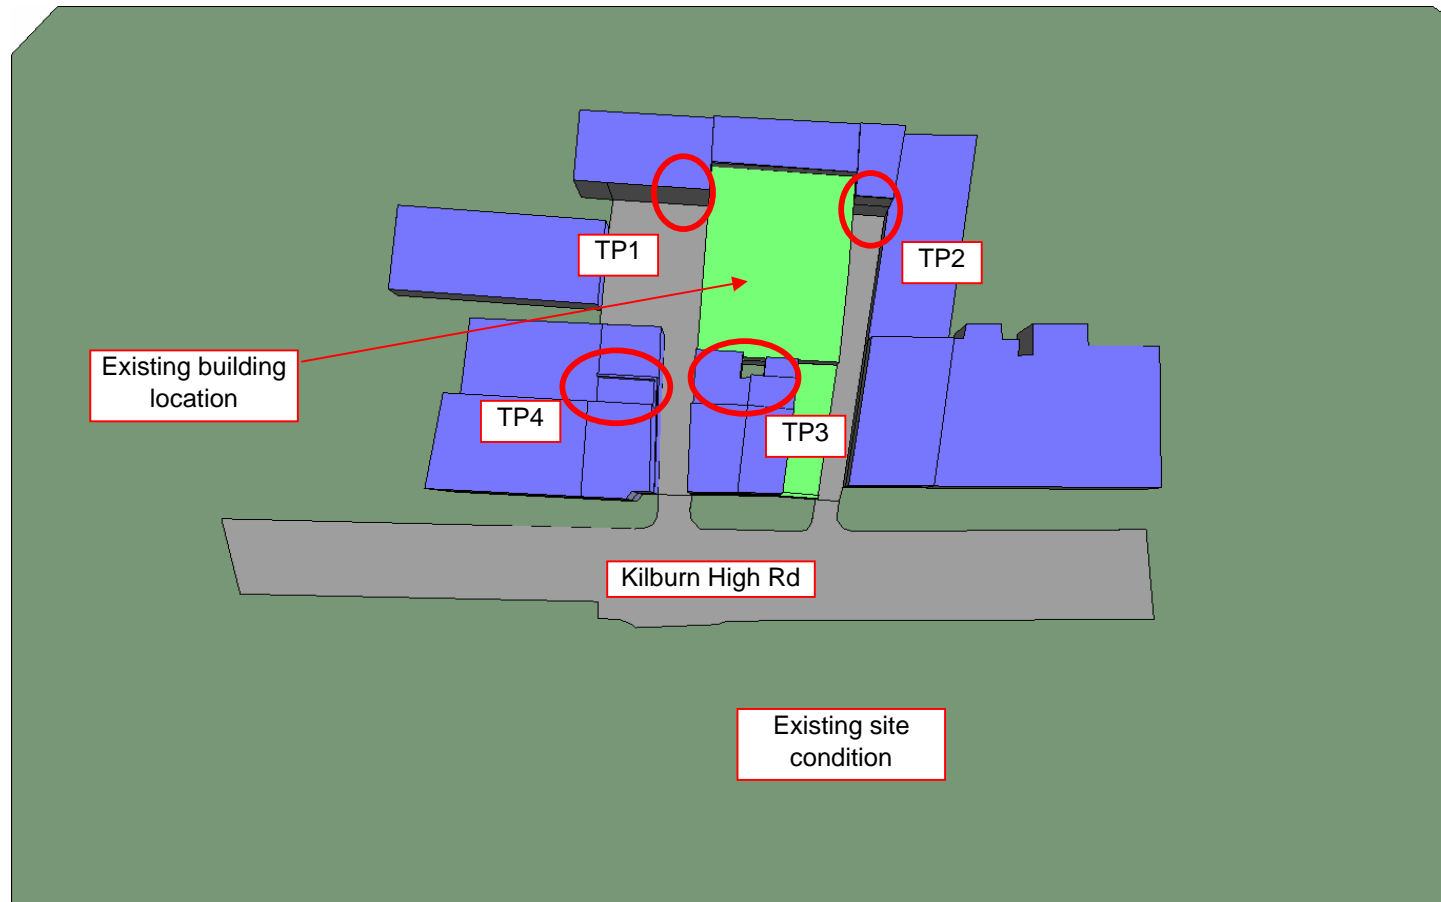 TP1
TP2
Existing building
location
TP4
TP3
Kilburn High Rd
Existing site
condition